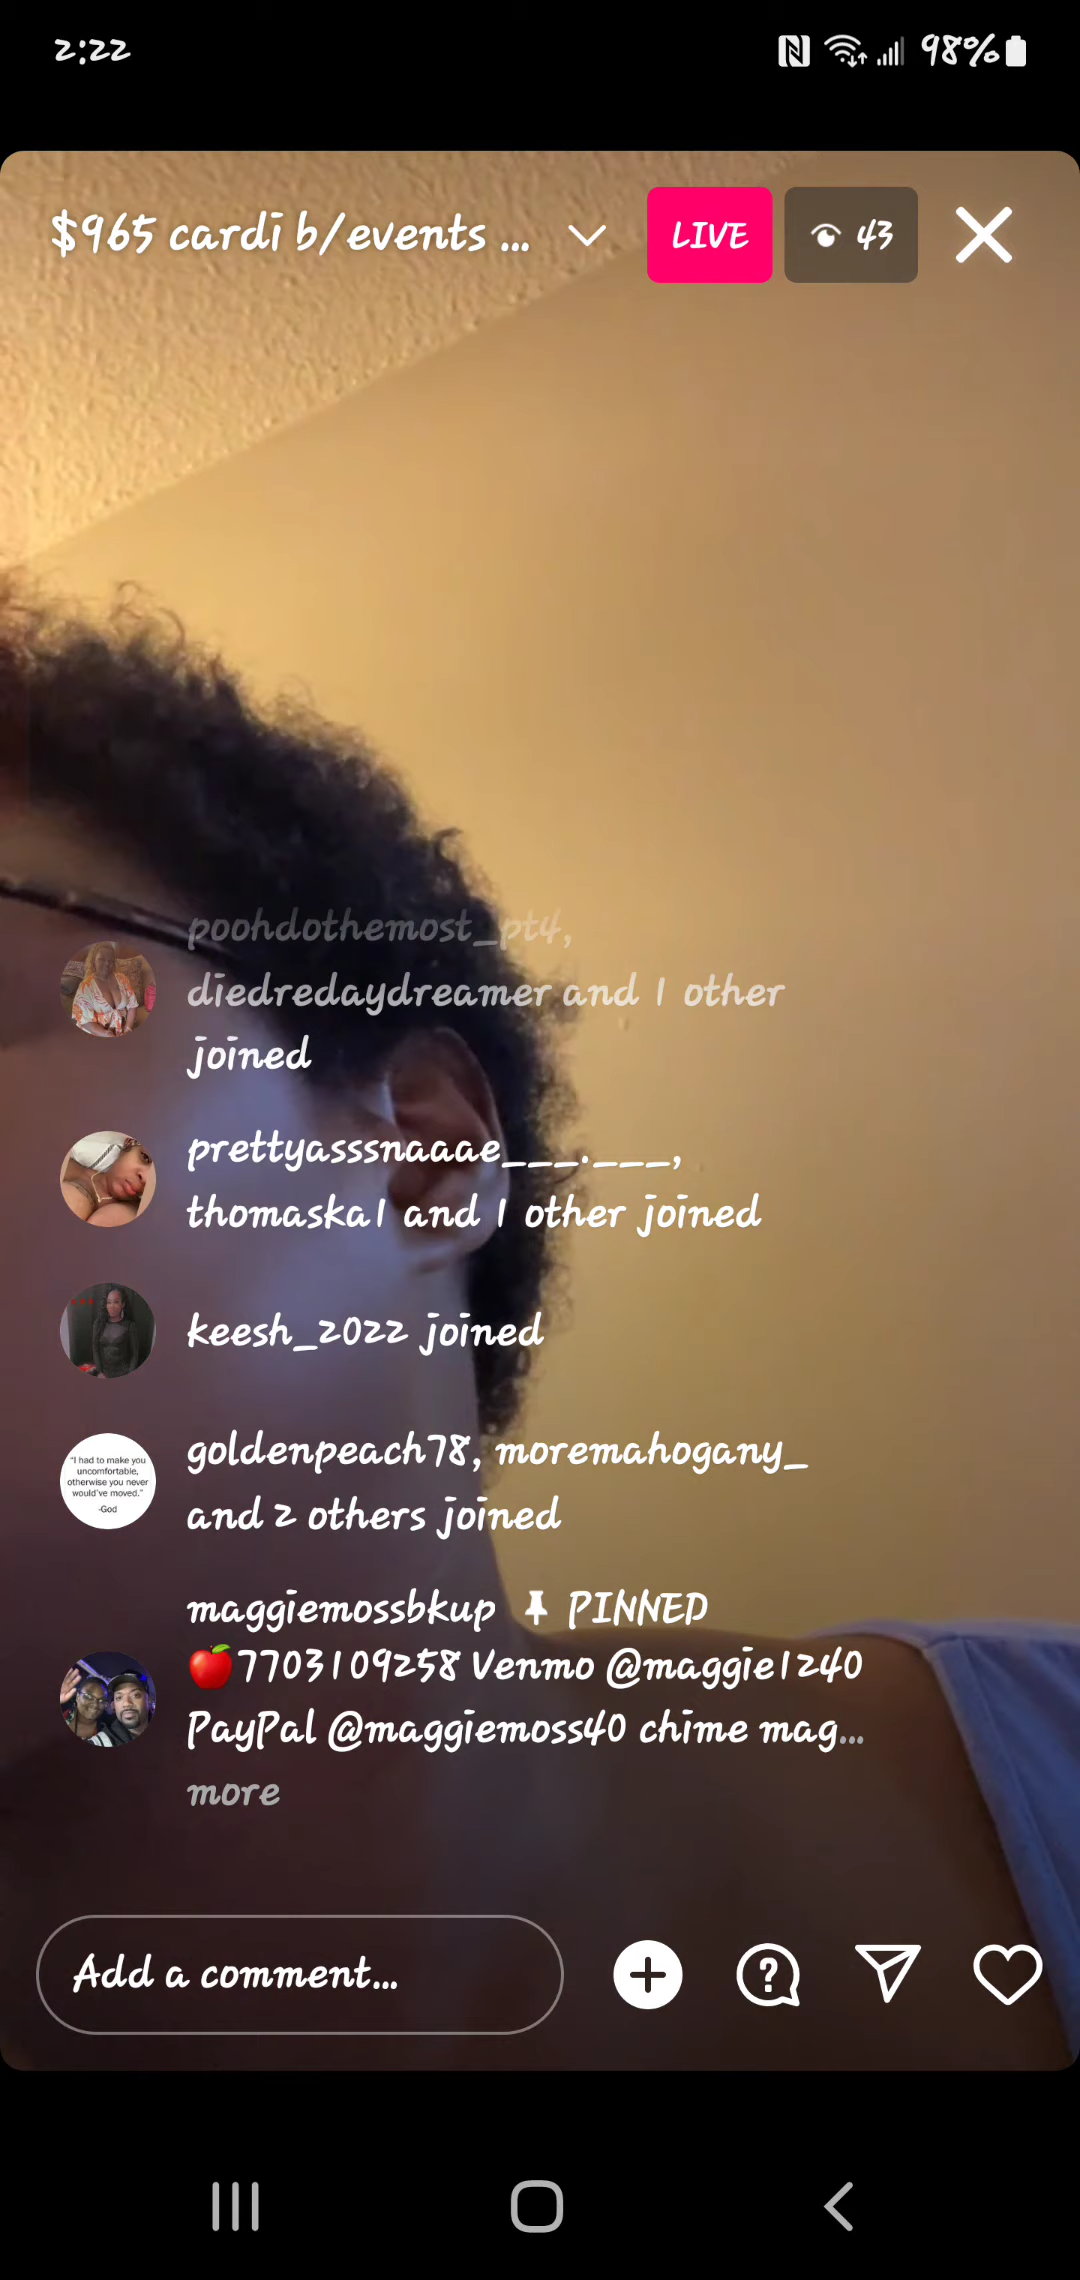 2:22
98%
$965 cardi b/events ...
LIVE
43
poohdothemost_pt4,
diedredaydreamer and 1 other
joined
prettyasssnaaae___.___,
thomaska1 and 1 other joined
keesh_2022 joined
"I had to make you
uncomfortable,
otherwise you never
would've moved."
-God
goldenpeach78, moremahogany_
and 2 others joined
maggiemossbkup 📌 PINNED
🍎7703109258 Venmo @maggie1240
PayPal @maggiemoss40 chime mag...
more
Add a comment...